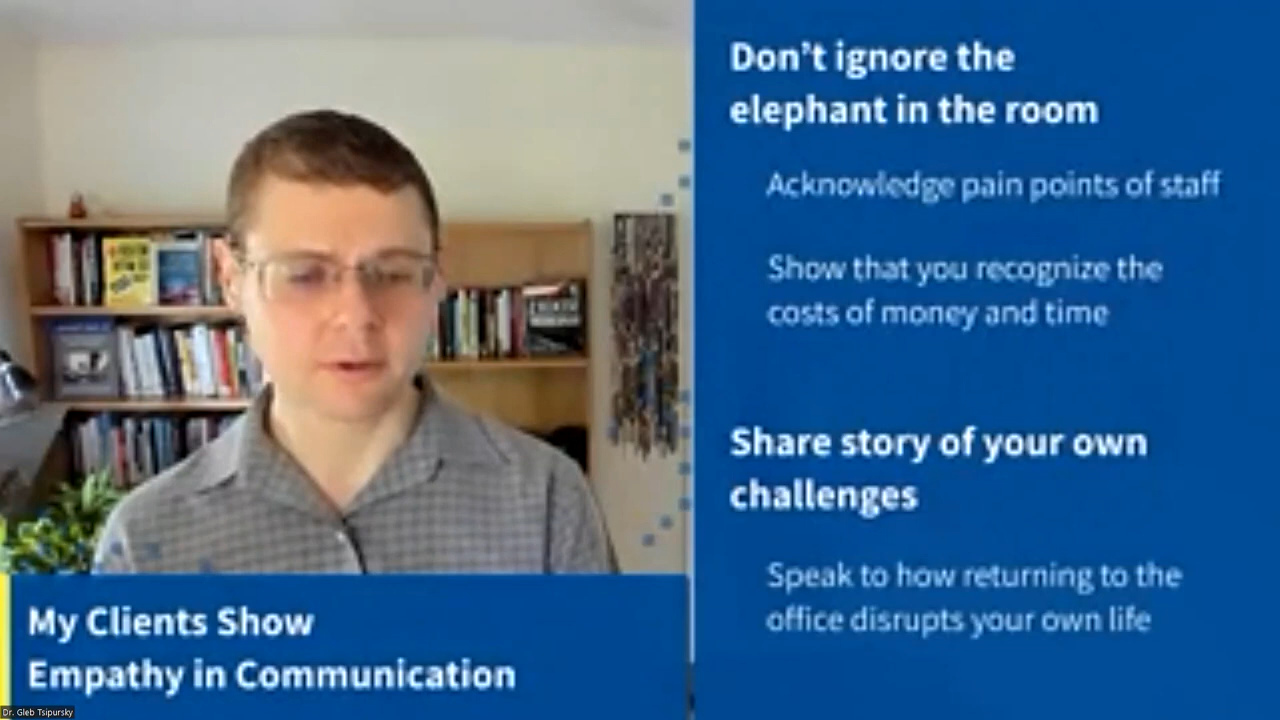 Don't ignore the
elephant in the room
Acknowledge pain points of staff
Show that you recognize the
costs of money and time
Share story of your own
challenges
Speak to how returning to the
office disrupts your own life
My Clients Show
Empathy in Communication
Dr. Gleb Tsipursky